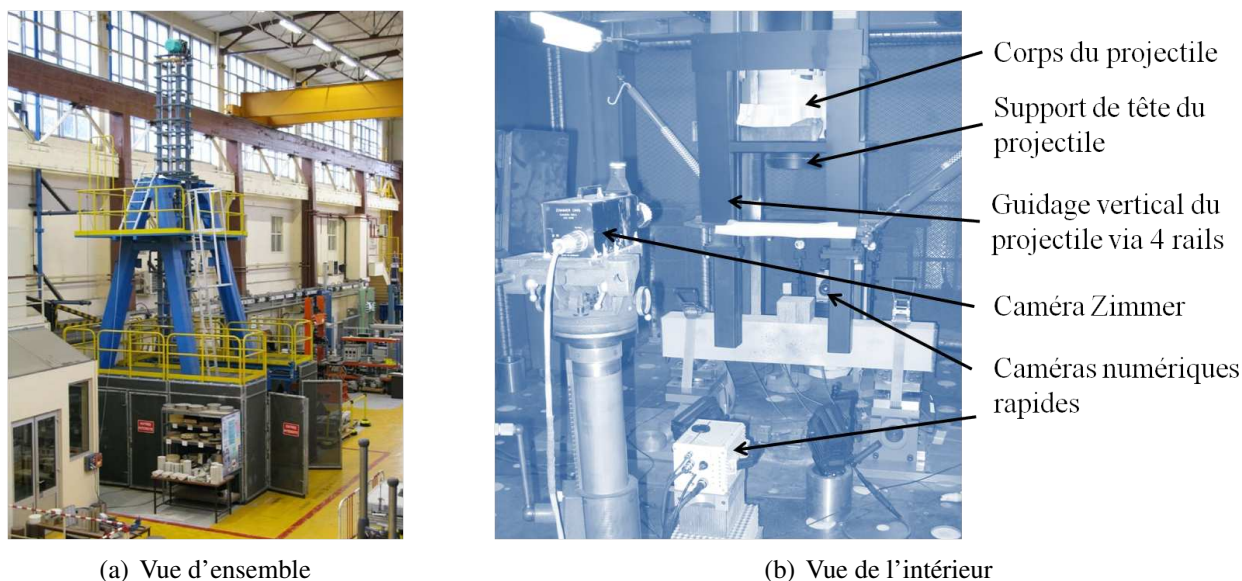 Corps du projectile
Support de tête du
projectile
Guidage vertical du
projectile via 4 rails
Caméra Zimmer
Caméras numériques
rapides
(a) Vue d'ensemble
(b) Vue de l'intérieur